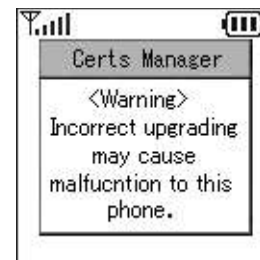 Certs Manager
<Warning>
Incorrect upgrading
may cause
malfucntion to this
phone.